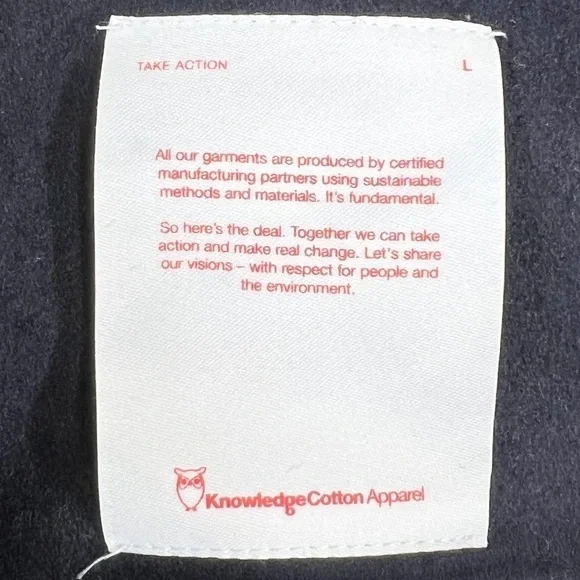 TAKE ACTION L
All our garments are produced by certified
manufacturing partners using sustainable
methods and materials. It's fundamental.
So here's the deal. Together we can take
action and make real change. Let's share
our visions – with respect for people and
the environment.
KnowledgeCotton Apparel